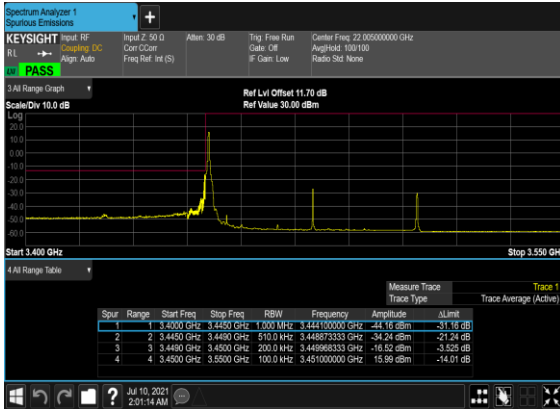 Spectrum Analyzer 1
Spurious Emissions
KEYSIGHT Input: RF Input Z: 50 Ω Atten: 30 dB Trig: Free Run Center Freq: 22.005000000 GHz
RL Coupling: DC Corr CCorr Gate: Off Avg|Hold: 100/100
Align: Auto Freq Ref: Int (S) IF Gain: Low Radio Std: None
PASS
3 All Range Graph
Ref Lvl Offset 11.70 dB
Scale/Div 10.0 dB Ref Value 30.00 dBm
Log
20.0
10.0
0.00
-10.0
-20.0
-30.0
-40.0
-50.0
-60.0
Start 3.400 GHz Stop 3.550 GH
4 All Range Table
Measure Trace Trace 1
Trace Type Trace Average (Active)
Spur Range Start Freq Stop Freq RBW Frequency Amplitude ΔLimit
1 1 3.4000 GHz 3.4450 GHz 1.000 MHz 3.444100000 GHz -44.16 dBm -31.16 dB
2 2 3.4450 GHz 3.4490 GHz 510.0 kHz 3.448873333 GHz -34.24 dBm -21.24 dB
3 3 3.4490 GHz 3.4500 GHz 200.0 kHz 3.449968333 GHz -16.52 dBm -3.525 dB
4 4 3.4500 GHz 3.5500 GHz 100.0 kHz 3.451000000 GHz 15.99 dBm -14.01 dB
? Jul 10, 2021
2:01:14 AM